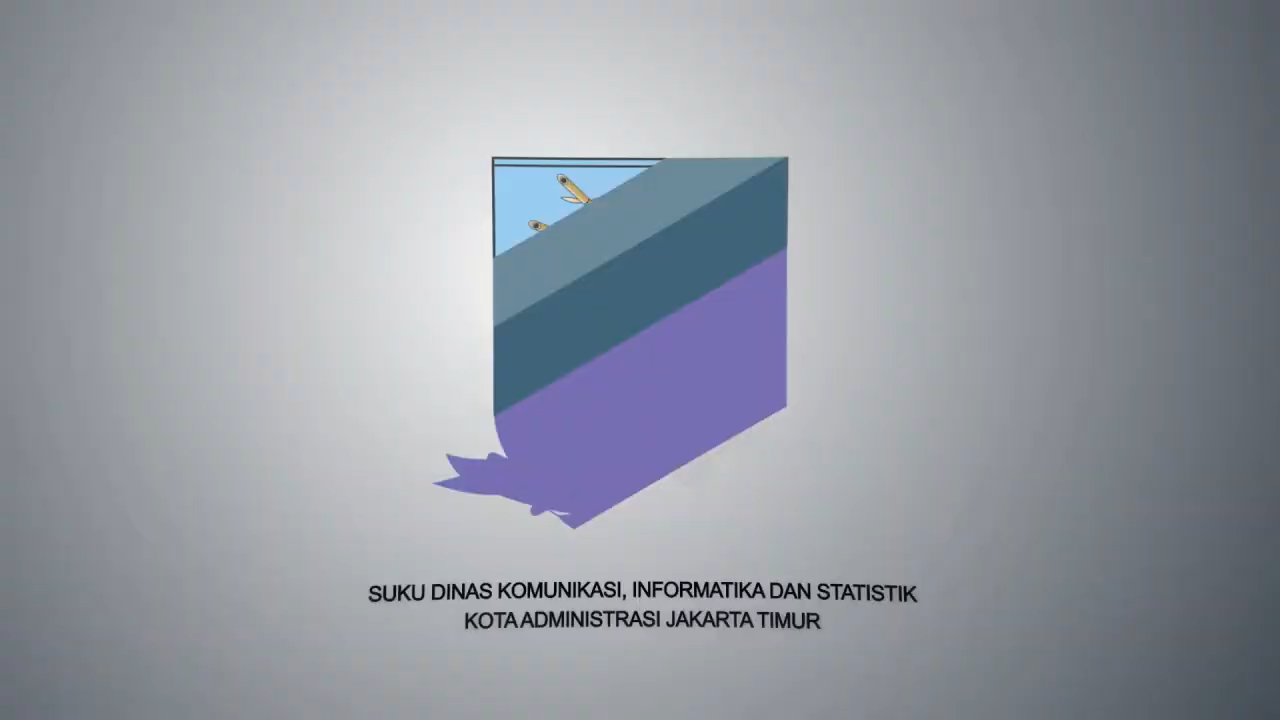 SUKU DINAS KOMUNIKASI, INFORMATIKA DAN STATISTIK
KOTA ADMINISTRASI JAKARTA TIMUR